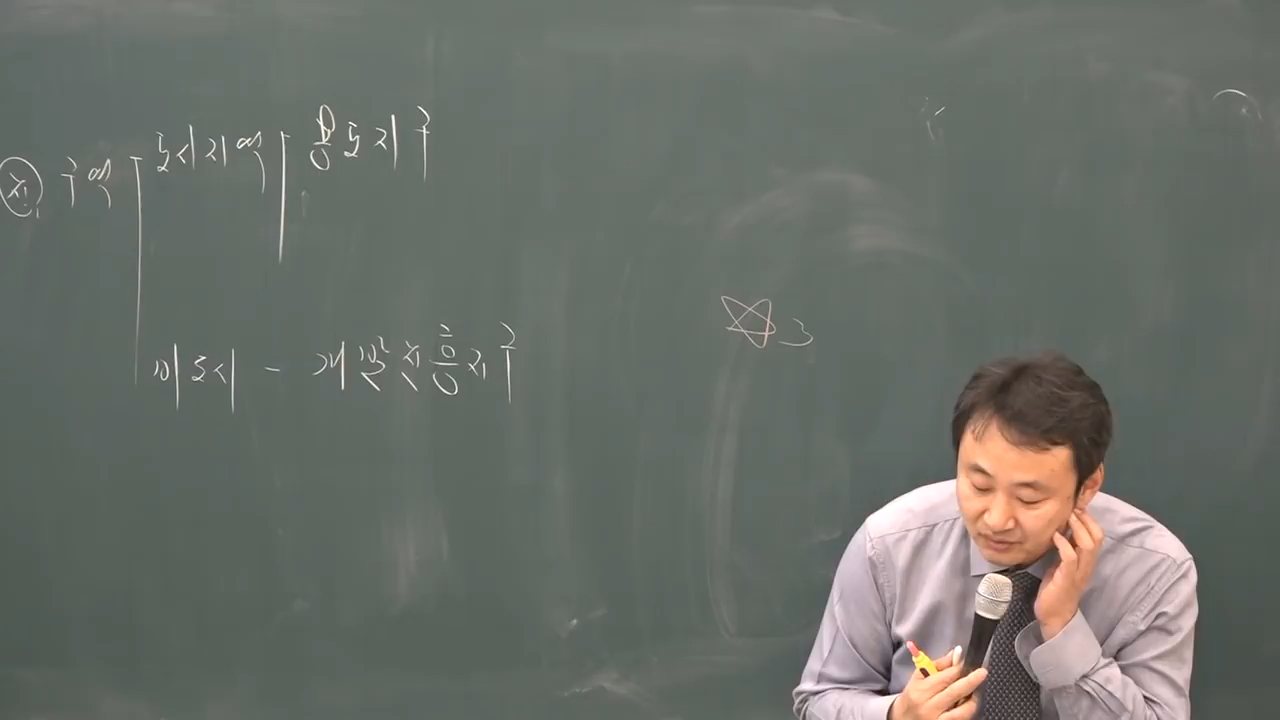 지 구역 도시지역 용도지구
☆3
미도시 - 개발진흥지구